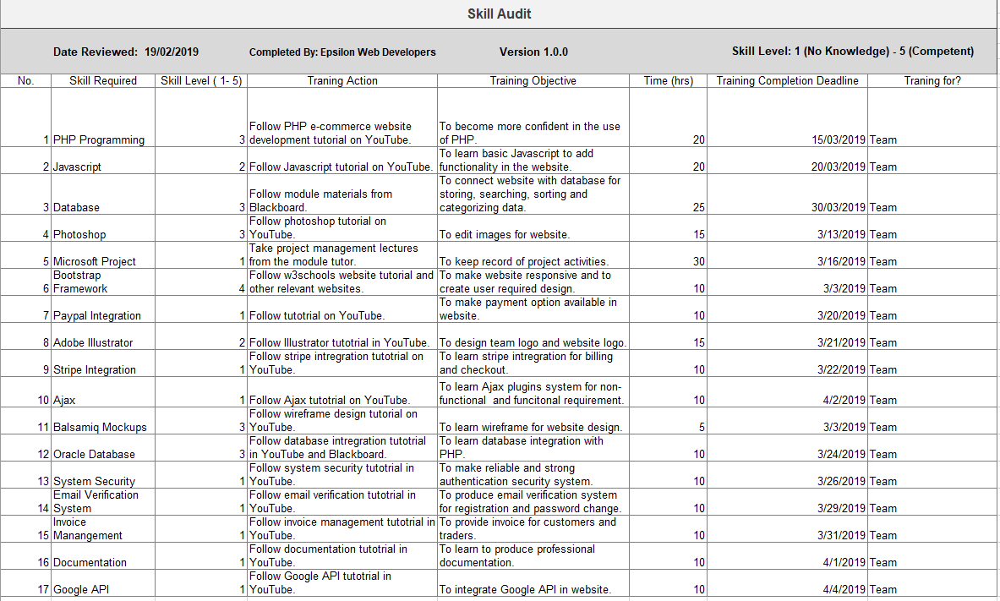 Skill Audit
Date Reviewed: 19/02/2019 Completed By: Epsilon Web Developers Version 1.0.0 Skill Level: 1 (No Knowledge) - 5 (Competent)
No. Skill Required Skill Level ( 1- 5) Traning Action Training Objective Time (hrs) Training Completion Deadline Traning for?
Follow PHP e-commerce website To become more confident in the use
1 PHP Programming 3 development tutorial on YouTube. of PHP. 20 15/03/2019 Team
To learn basic Javascript to add
2 Javascript 2 Follow Javascript tutorial on YouTube. functionality in the website. 20 20/03/2019 Team
To connect website with database for
Follow module materials from storing, searching, sorting and
3 Database 3 Blackboard. categorizing data. 25 30/03/2019 Team
Follow photoshop tutorial on
4 Photoshop 3 YouTube. To edit images for website. 15 3/13/2019 Team
Take project management lectures
5 Microsoft Project 1 from the module tutor. To keep record of project activities. 30 3/16/2019 Team
Bootstrap Follow w3schools website tutorial and To make website responsive and to
6 Framework 4 other relevant websites. create user required design. 10 3/3/2019 Team
To make payment option available in
7 Paypal Integration 1 Follow tutotrial on YouTube. website. 10 3/20/2019 Team
8 Adobe Illustrator 2 Follow Illustrator tutotrial in YouTube. To design team logo and website logo. 15 3/21/2019 Team
Follow stripe intregration tutotrial on To learn stripe intregration for billing
9 Stripe Integration 1 YouTube. and checkout. 10 3/22/2019 Team
To learn Ajax plugins system for non-
10 Ajax 1 Follow Ajax tutotrial on YouTube. functional and funcitonal requirement. 10 4/2/2019 Team
Follow wireframe design tutorial on
11 Balsamiq Mockups 3 YouTube. To learn wireframe for website design. 5 3/3/2019 Team
Follow database intregration tutotrial To learn database integration with
12 Oracle Database 3 in YouTube and Blackboard. PHP. 10 3/24/2019 Team
Follow system security tutotrial in To make reliable and strong
13 System Security 1 YouTube. authentication security system. 10 3/26/2019 Team
Email Verification Follow email verification tutotrial in To produce email verification system
14 System 1 YouTube. for registration and password change. 10 3/29/2019 Team
Invoice Follow invoice management tutotrial in To provide invoice for customers and
15 Manangement 1 YouTube. traders. 10 3/31/2019 Team
Follow documentation tutotrial in To learn to produce professional
16 Documentation 1 YouTube. documentation. 10 4/1/2019 Team
Follow Google API tutotrial in
17 Google API 1 YouTube. To integrate Google API in website. 10 4/4/2019 Team